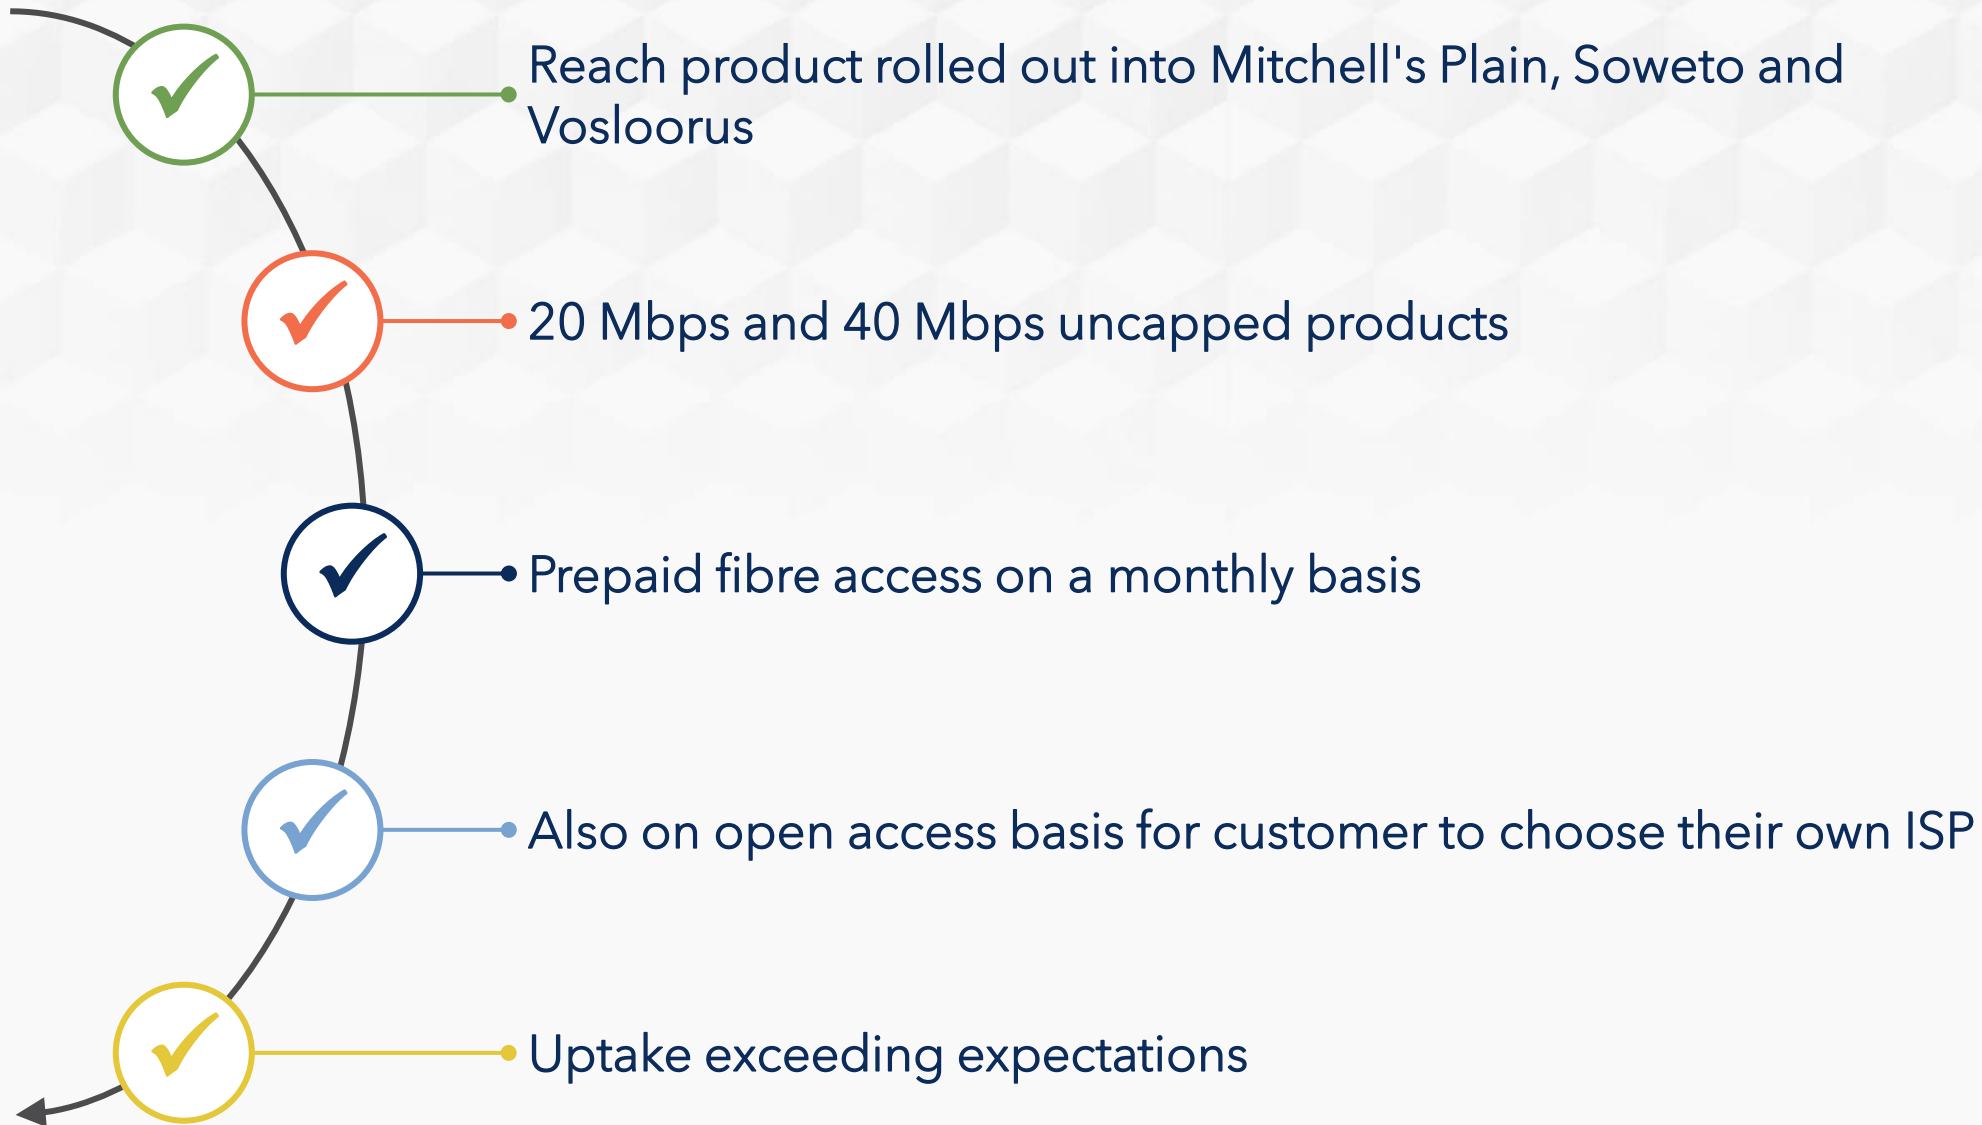 Reach product rolled out into Mitchell's Plain, Soweto and
Vosloorus
20 Mbps and 40 Mbps uncapped products
Prepaid fibre access on a monthly basis
Also on open access basis for customer to choose their own ISP
Uptake exceeding expectations